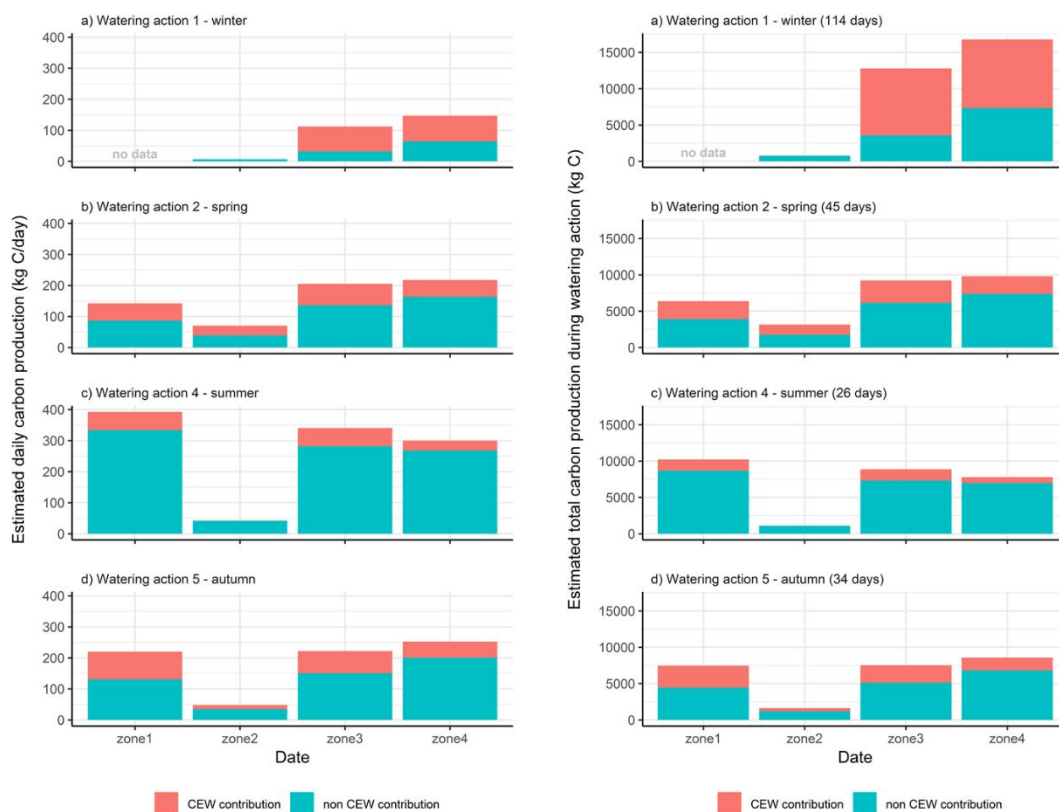 a) Watering action 1 - winter
400
300
200
100
0
no data
b) Watering action 2 - spring
400
300
200
100
0
c) Watering action 4 - summer
400
300
200
100
0
d) Watering action 5 - autumn
400
300
200
100
0
zone1 zone2 zone3 zone4
Date
Estimated daily carbon production (kg C/day)
CEW contribution non CEW contribution
a) Watering action 1 - winter (114 days)
15000
10000
5000
0
no data
b) Watering action 2 - spring (45 days)
15000
10000
5000
0
c) Watering action 4 - summer (26 days)
15000
10000
5000
0
d) Watering action 5 - autumn (34 days)
15000
10000
5000
0
zone1 zone2 zone3 zone4
Date
Estimated total carbon production during watering action (kg C)
CEW contribution non CEW contribution